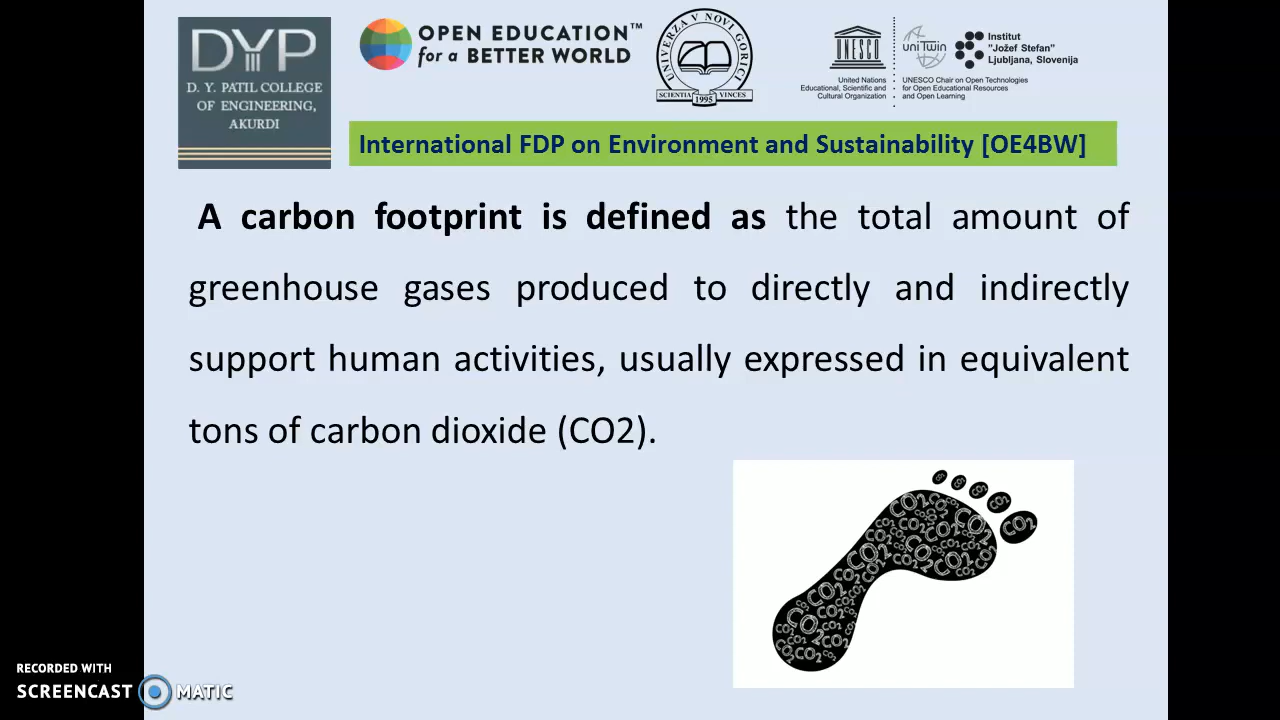 DYP
D. Y. PATIL COLLEGE
OF ENGINEERING,
AKURDI
OPEN EDUCATION™
for a BETTER WORLD
UNIVERZA V NOVI GORICI
SCIENTIA VINCES
1995
UNESCO
United Nations
Educational, Scientific and
Cultural Organization
uniTwin
Institut
"Jožef Stefan"
Ljubljana, Slovenija
UNESCO Chair on Open Technologies
for Open Educational Resources
and Open Learning
International FDP on Environment and Sustainability [OE4BW]
A carbon footprint is defined as the total amount of
greenhouse gases produced to directly and indirectly
support human activities, usually expressed in equivalent
tons of carbon dioxide (CO2).
CO2
RECORDED WITH
SCREENCAST MATIC